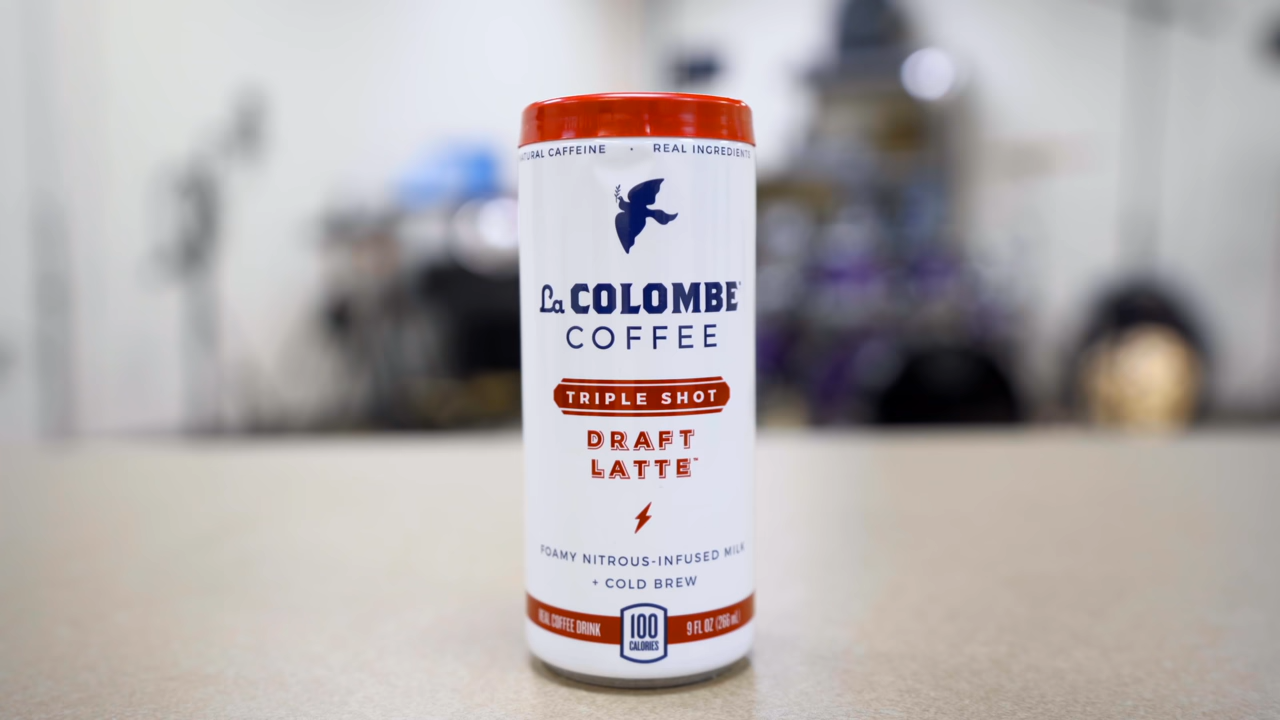 NATURAL CAFFEINE • REAL INGREDIENTS
La COLOMBE
COFFEE
TRIPLE SHOT
DRAFT
LATTE™
FOAMY NITROUS-INFUSED MILK
+ COLD BREW
REAL COFFEE DRINK
100
CALORIES
9 FL OZ (266 mL)